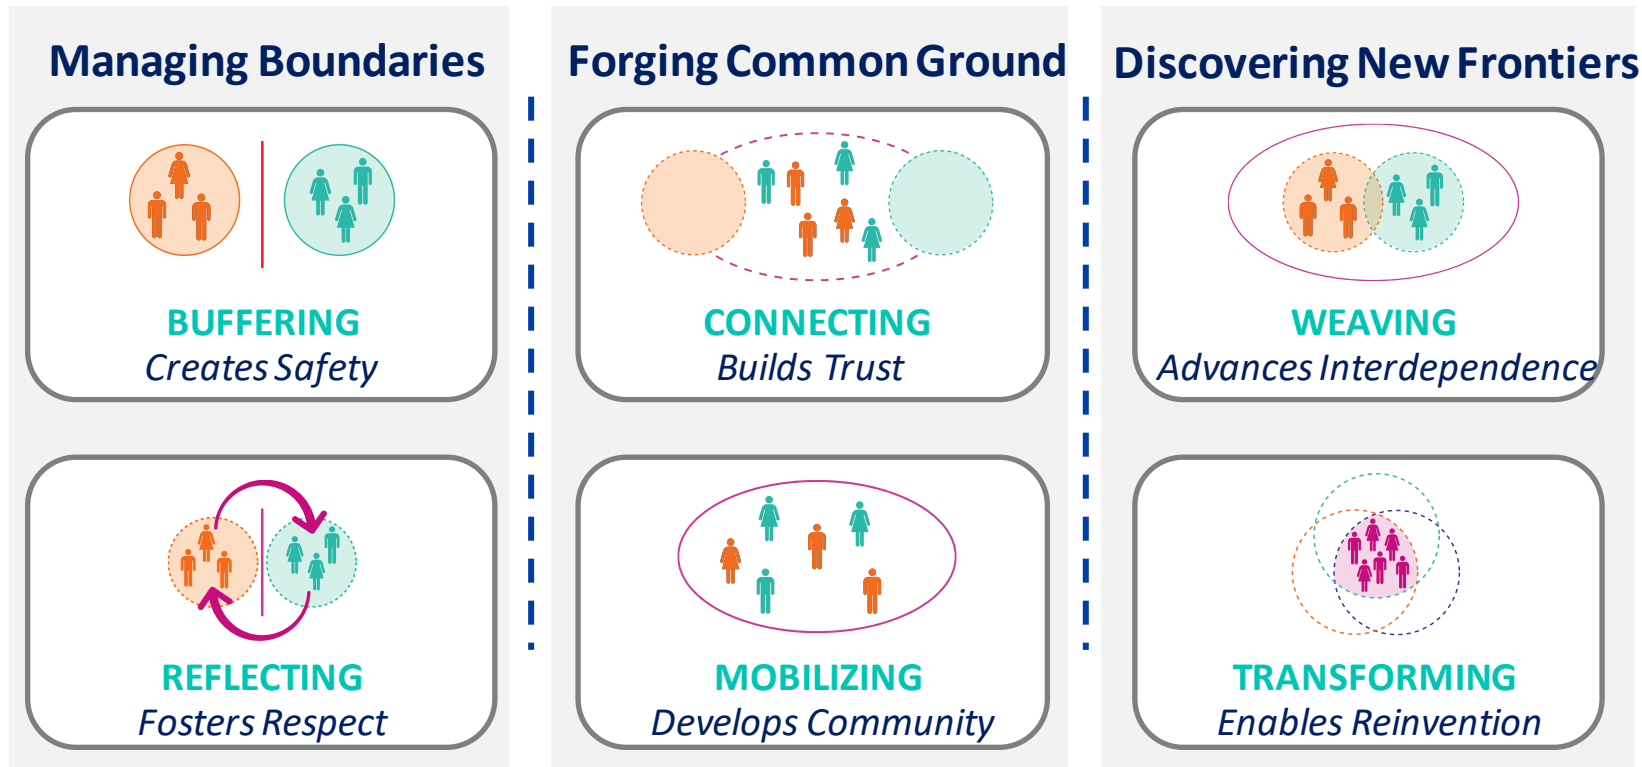 Managing Boundaries
BUFFERING
Creates Safety
REFLECTING
Fosters Respect
Forging Common Ground
CONNECTING
Builds Trust
MOBILIZING
Develops Community
Discovering New Frontiers
WEAVING
Advances Interdependence
TRANSFORMING
Enables Reinvention